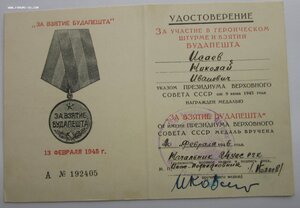 "ЗА ВЗЯТИЕ
БУДАПЕШТА"
ЗА ВЗЯТИЕ
БУДАПЕШТА
13 ФЕВРАЛЯ 1945 г.
А № 192405
УДОСТОВЕРЕНИЕ
ЗА УЧАСТИЕ В ГЕРОИЧЕСКОМ
ШТУРМЕ И ВЗЯТИИ
БУДАПЕШТА
Николай
Иванович
УКАЗОМ ПРЕЗИДИУМА ВЕРХОВНОГО
СОВЕТА СССР от 9 июня 1945 года
НАГРАЖДЕН МЕДАЛЬЮ
"ЗА ВЗЯТИЕ БУДАПЕШТА"
ОТ ИМЕНИ ПРЕЗИДИУМА ВЕРХОВНОГО
СОВЕТА СССР МЕДАЛЬ ВРУЧЕНА
февраля 1946
Начальник